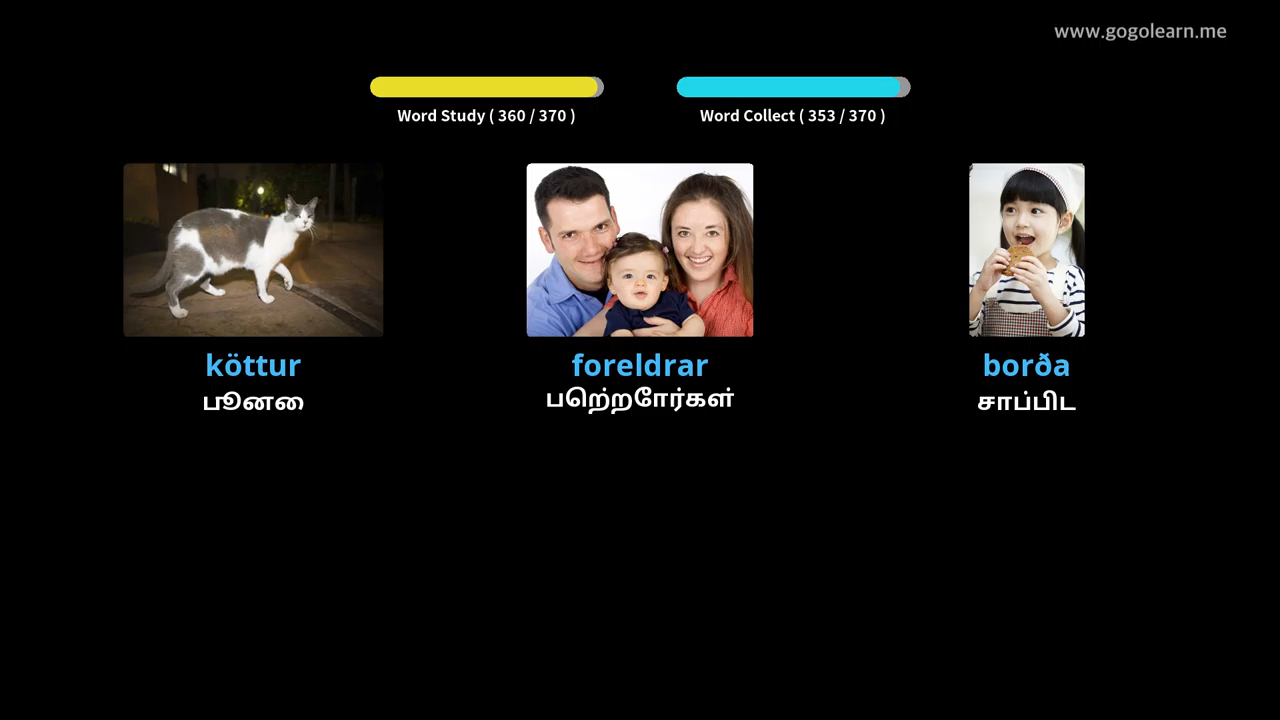 www.gogolearn.me
Word Study ( 360 / 370 )
Word Collect ( 353 / 370 )
köttur
foreldrar
borða
பூனை
பெற்றோர்கள்
சாப்பிட